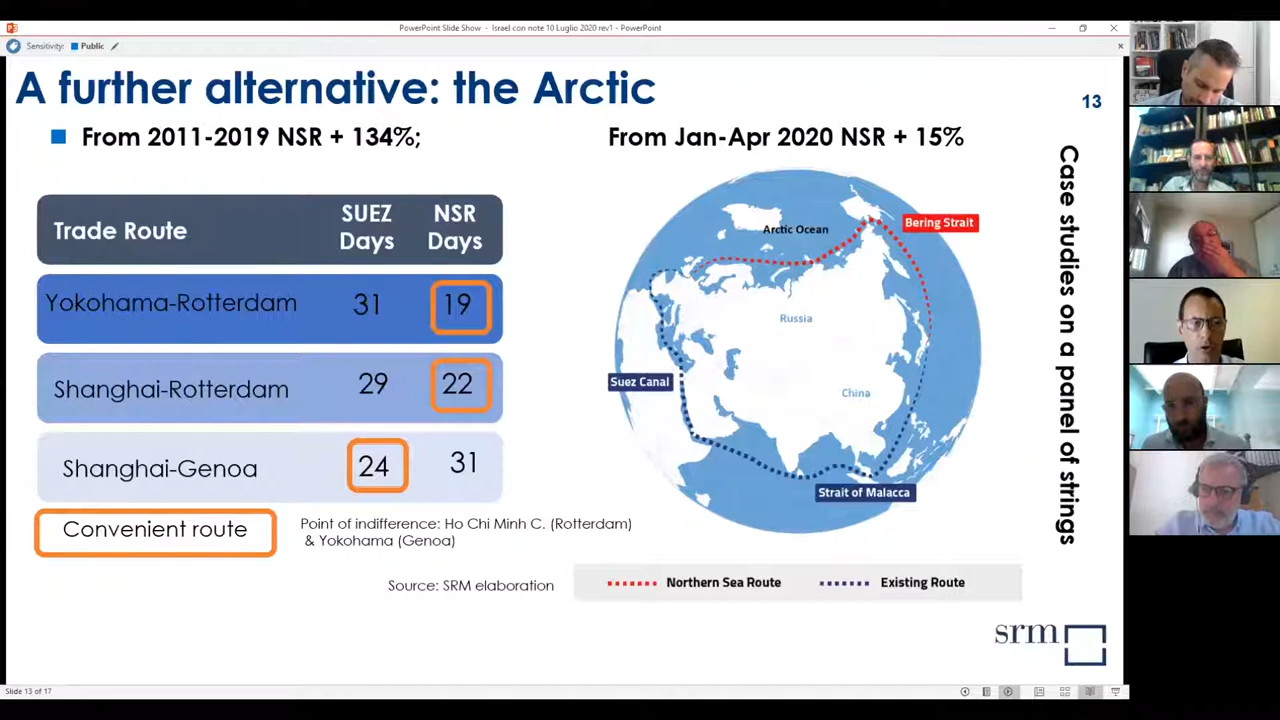 PowerPoint Slide Show - Israel con note 10 Luglio 2020 rev1 - PowerPoint
Sensitivity: Public
A further alternative: the Arctic
13
From 2011-2019 NSR + 134%;
From Jan-Apr 2020 NSR + 15%
Trade Route
SUEZ Days
NSR Days
Yokohama-Rotterdam 31 19
Shanghai-Rotterdam 29 22
Shanghai-Genoa 24 31
Convenient route
Point of indifference: Ho Chi Minh C. (Rotterdam)
& Yokohama (Genoa)
Source: SRM elaboration
Arctic Ocean
Bering Strait
Russia
Suez Canal
China
Strait of Malacca
Northern Sea Route
Existing Route
Case studies on a panel of strings
srm
Slide 13 of 17